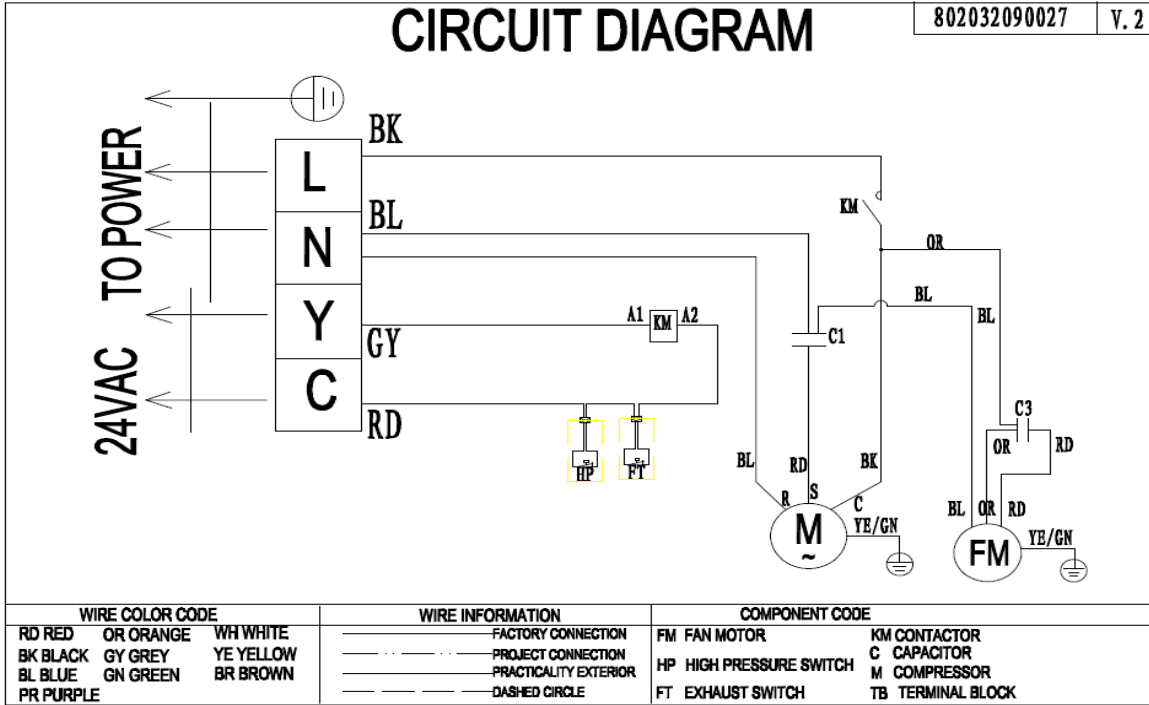 CIRCUIT DIAGRAM
802032090027 V.2
TO POWER
24VAC
L
N
Y
C
BK
BL
GY
RD
KM
OR
BL
BL
A1 KM A2
C1
C3
OR
RD
HP
FT
BL
RD
BK
R
S
C
M
~
YE/GN
BL OR RD
FM
YE/GN
WIRE COLOR CODE
RD RED OR ORANGE WH WHITE
BK BLACK GY GREY YE YELLOW
BL BLUE GN GREEN BR BROWN
PR PURPLE
WIRE INFORMATION
FACTORY CONNECTION
PROJECT CONNECTION
PRACTICALITY EXTERIOR
DASHED CIRCLE
COMPONENT CODE
FM FAN MOTOR KM CONTACTOR
C CAPACITOR
HP HIGH PRESSURE SWITCH
M COMPRESSOR
FT EXHAUST SWITCH TB TERMINAL BLOCK